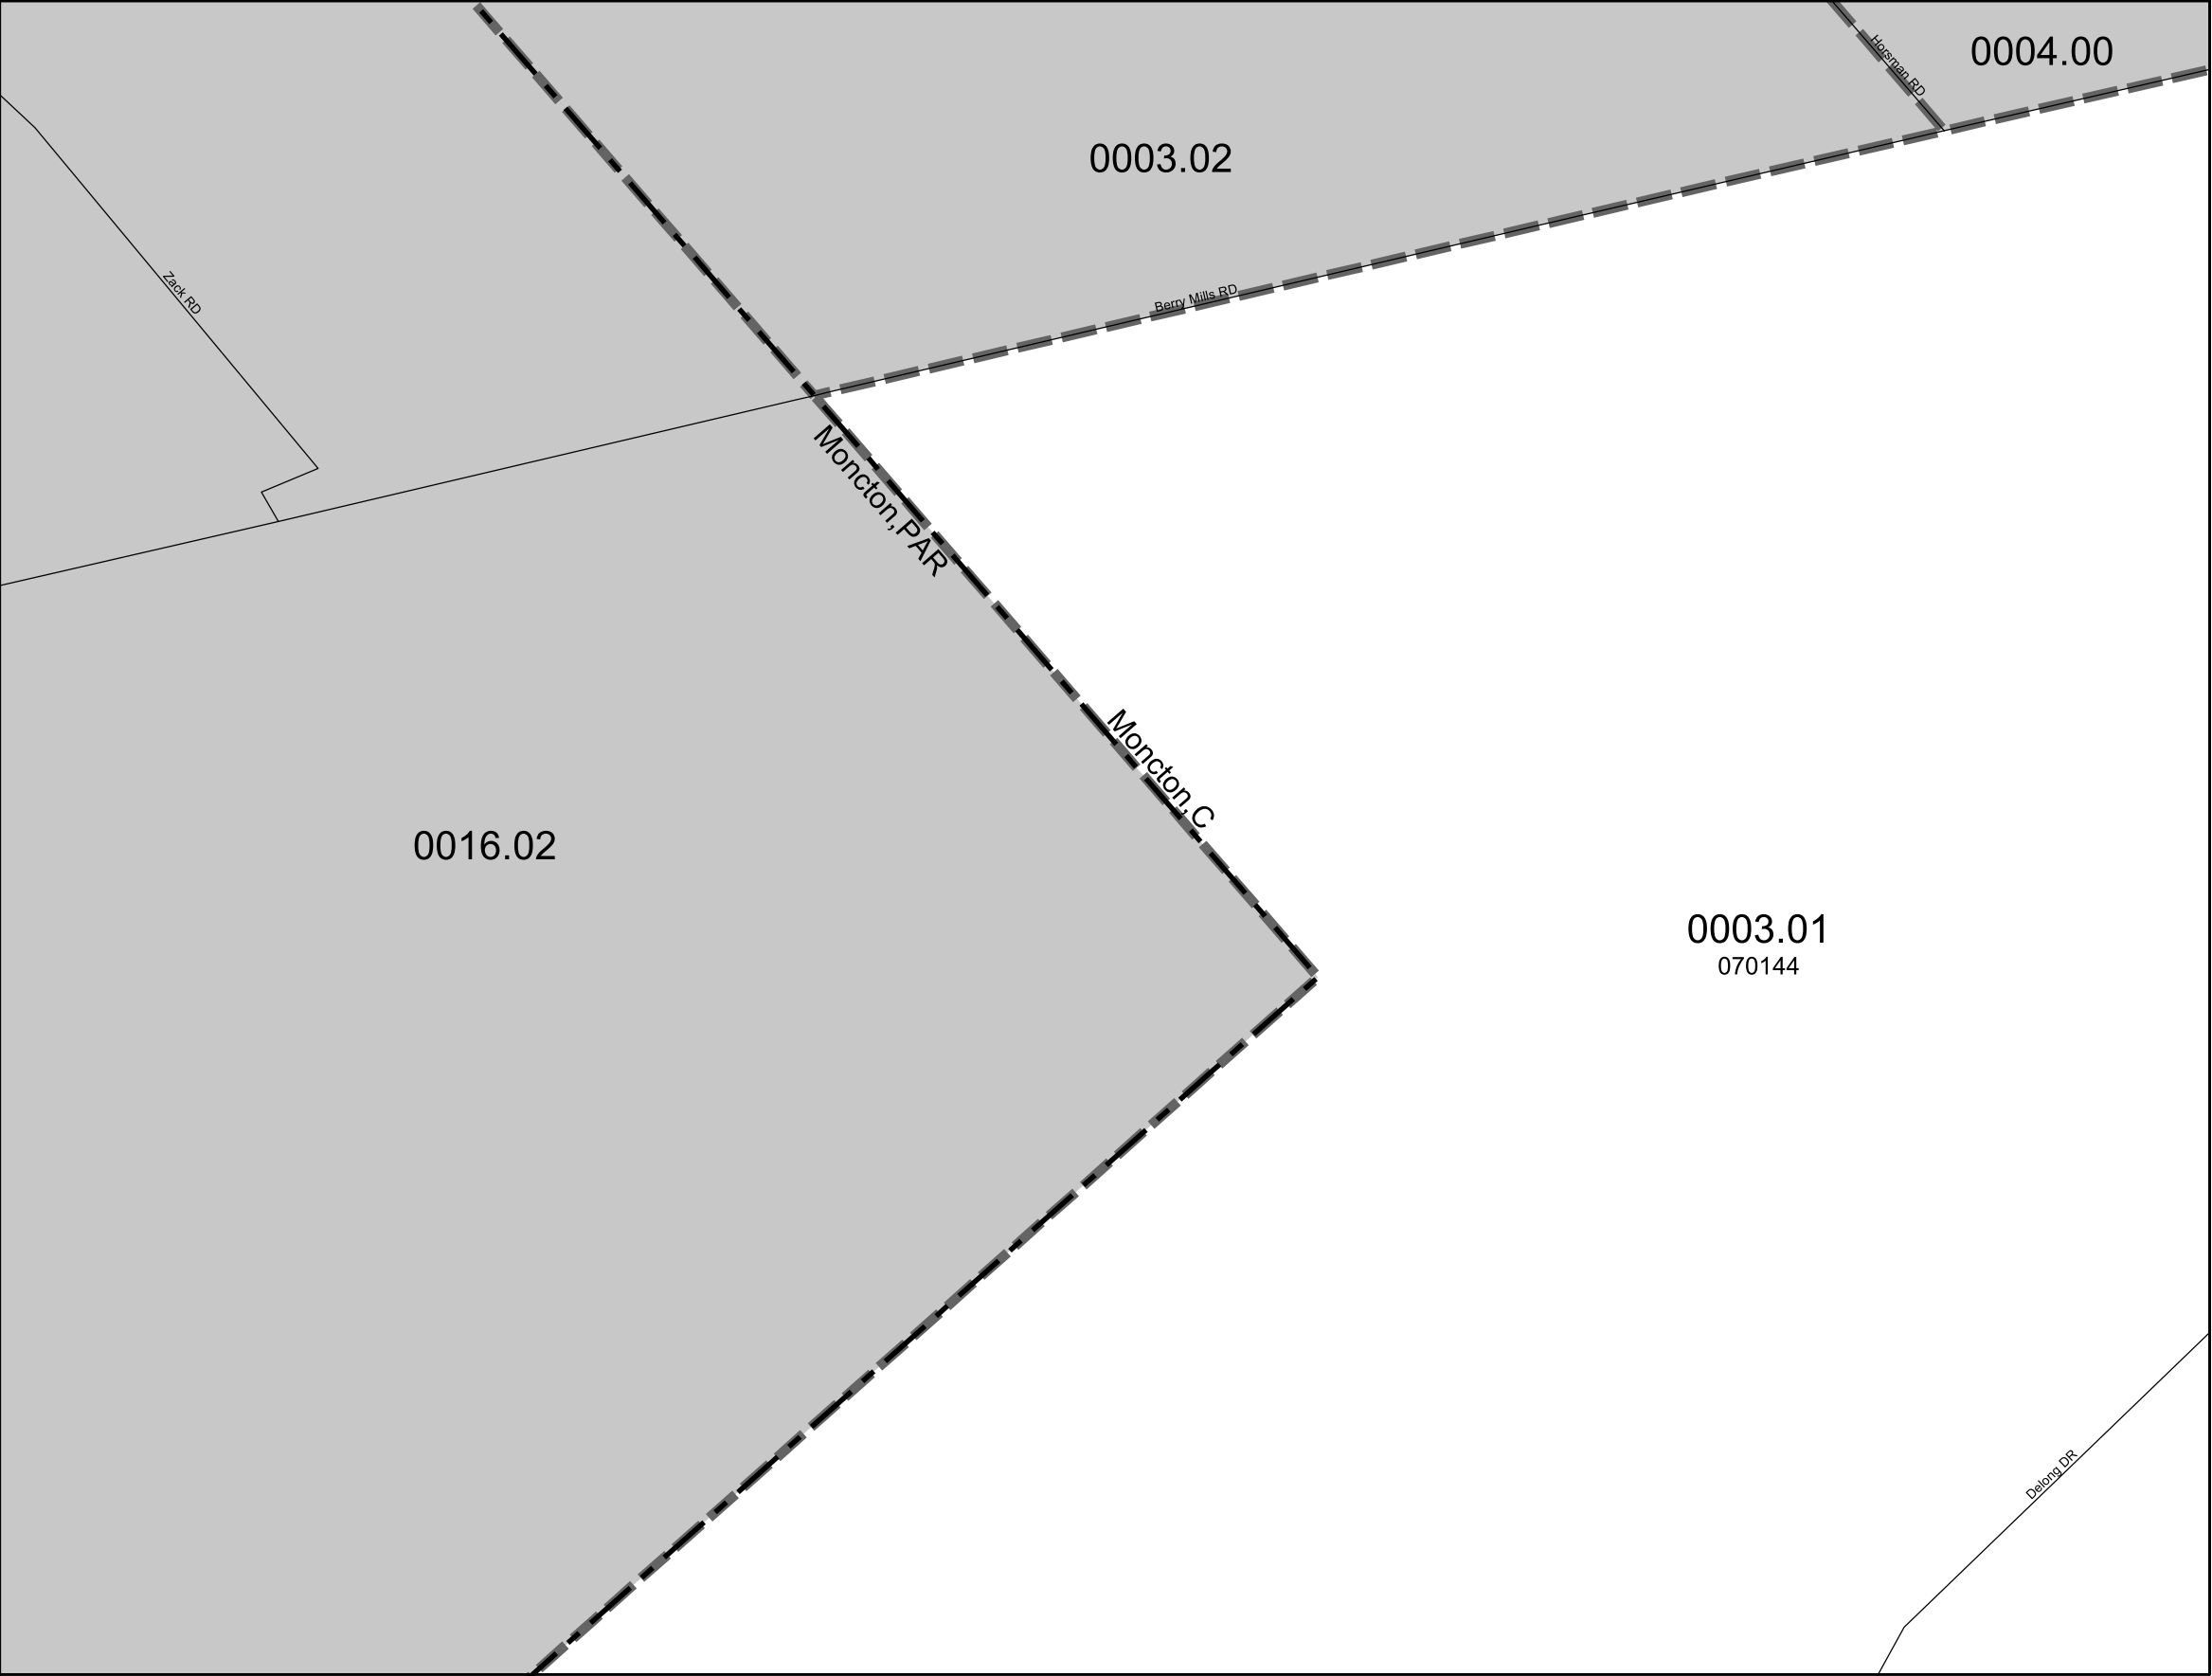 0004.00
Horsman RD
0003.02
Zack RD
Berry Mills RD
Moncton, PAR
Moncton, C
0016.02
0003.01
070144
Delong DR